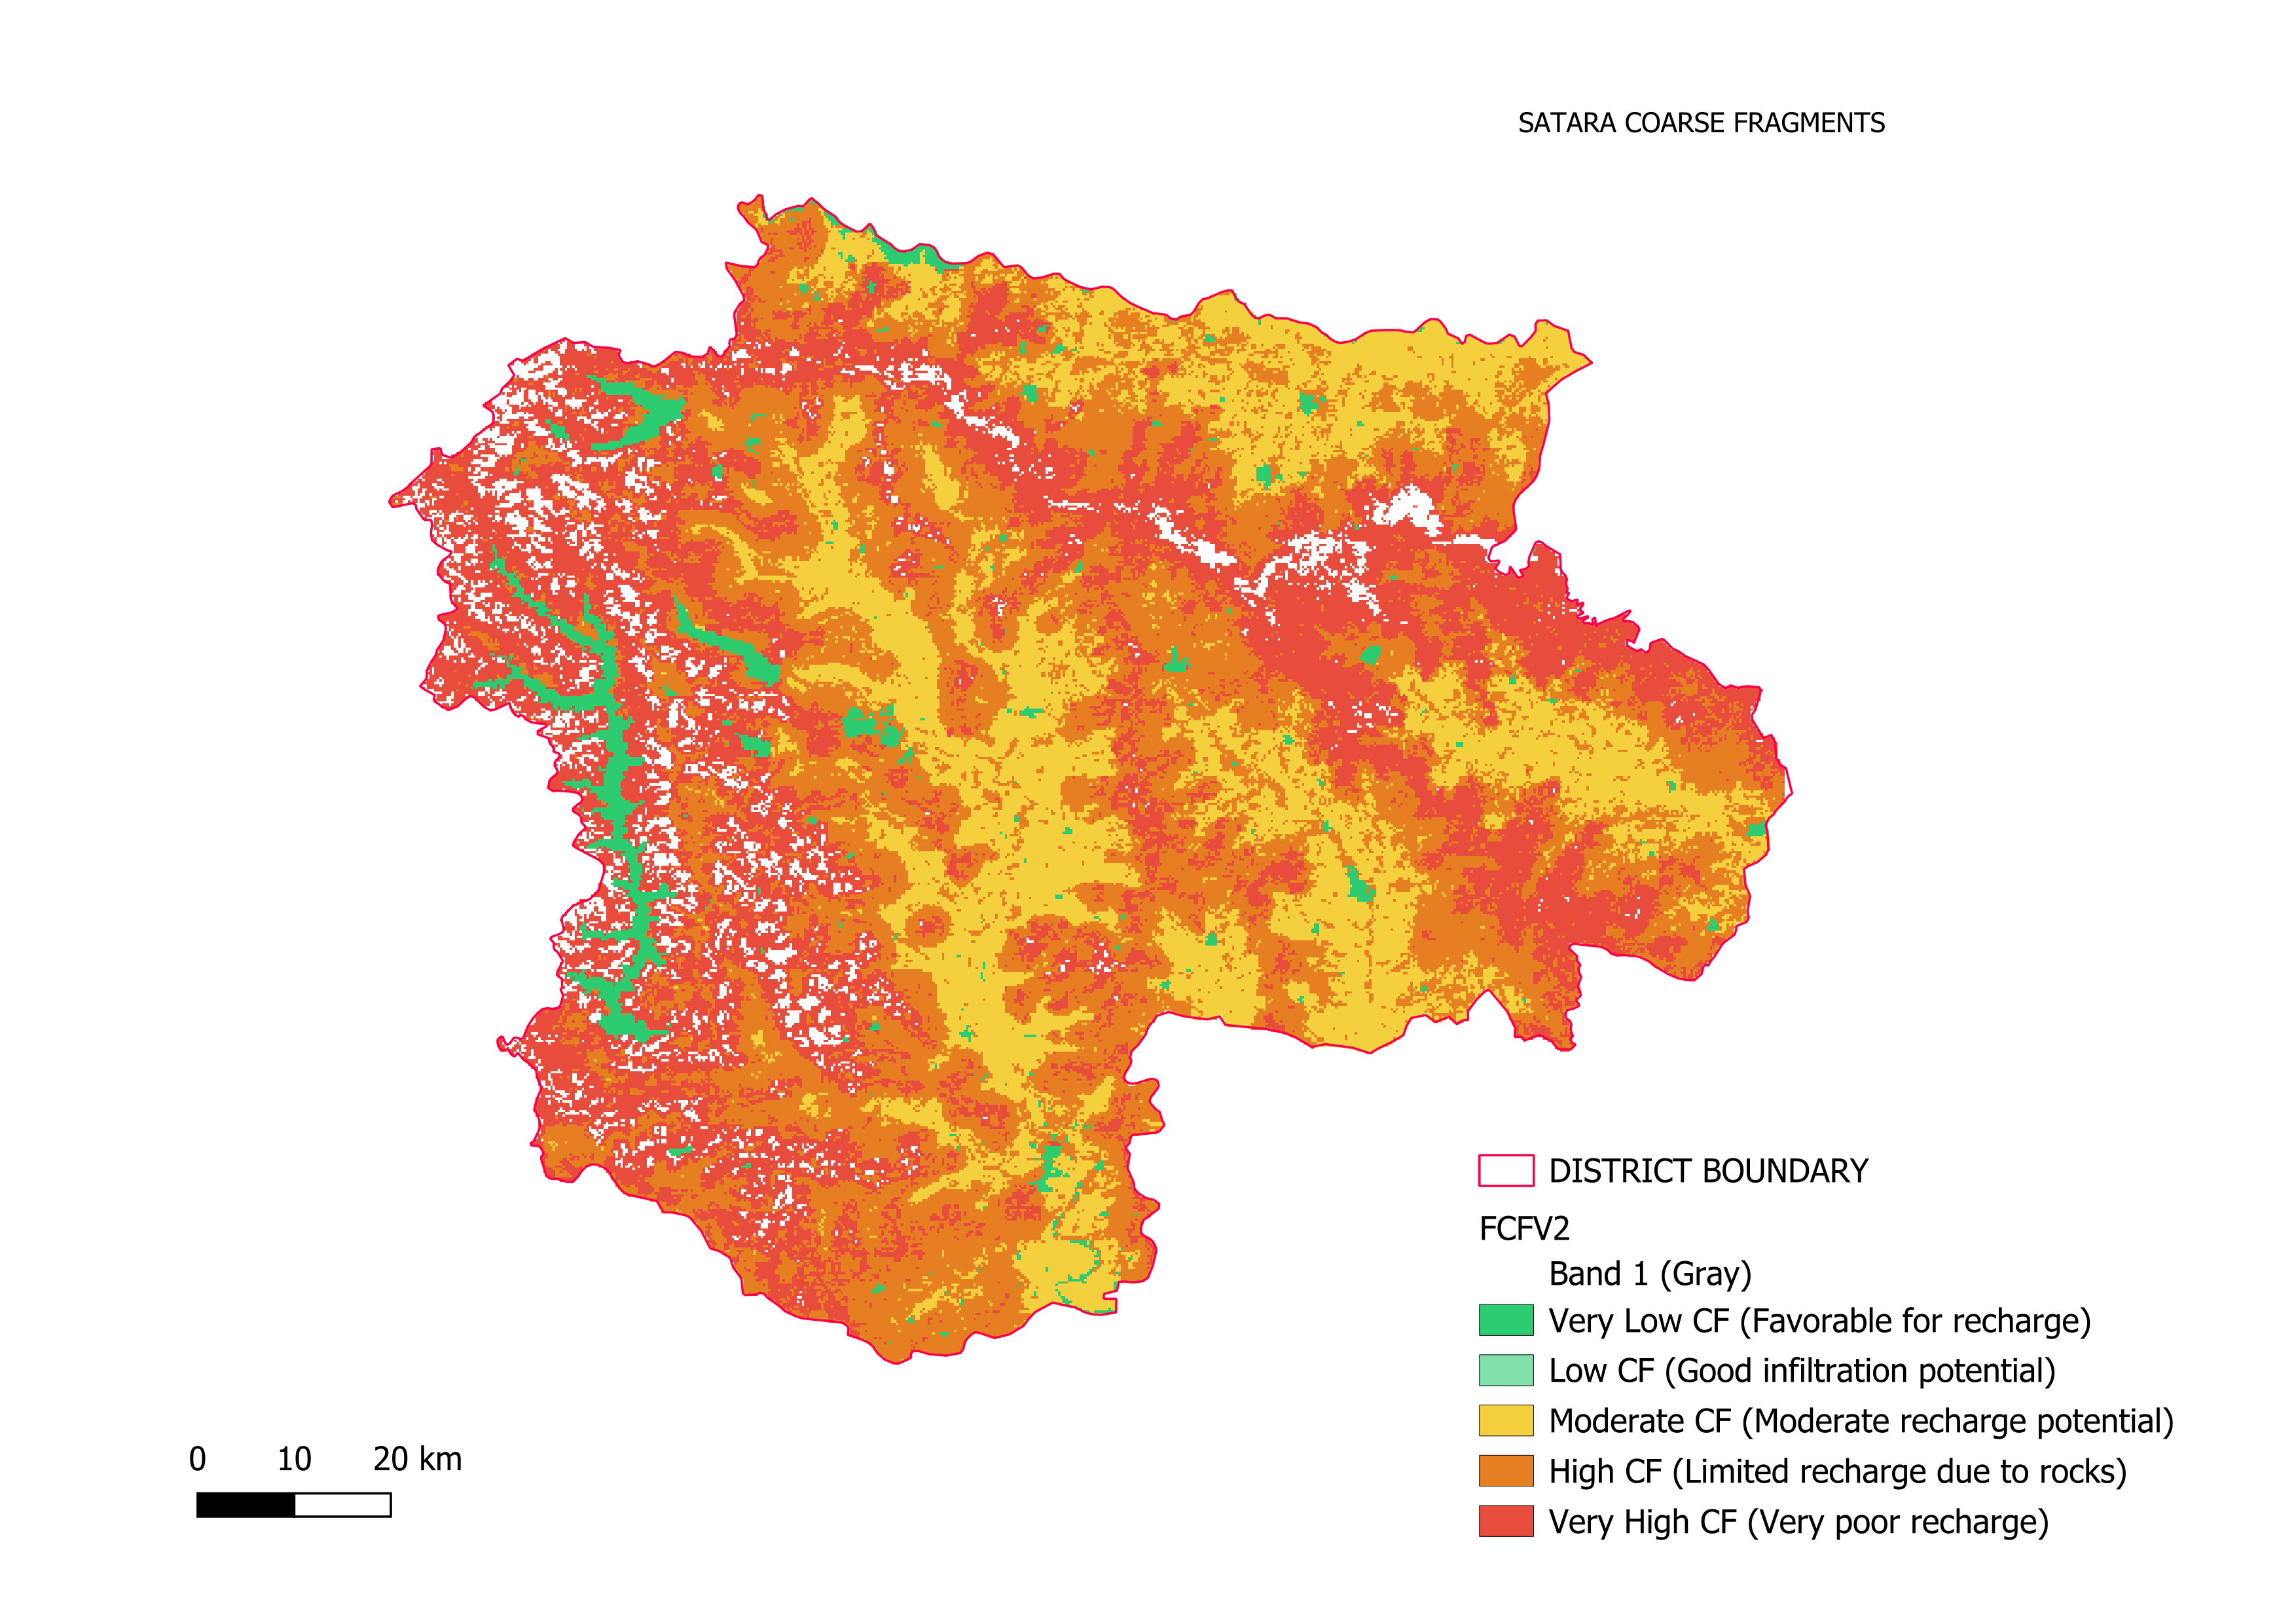 SATARA COARSE FRAGMENTS
DISTRICT BOUNDARY
FCFV2
Band 1 (Gray)
Very Low CF (Favorable for recharge)
Low CF (Good infiltration potential)
Moderate CF (Moderate recharge potential)
High CF (Limited recharge due to rocks)
Very High CF (Very poor recharge)
0 10 20 km